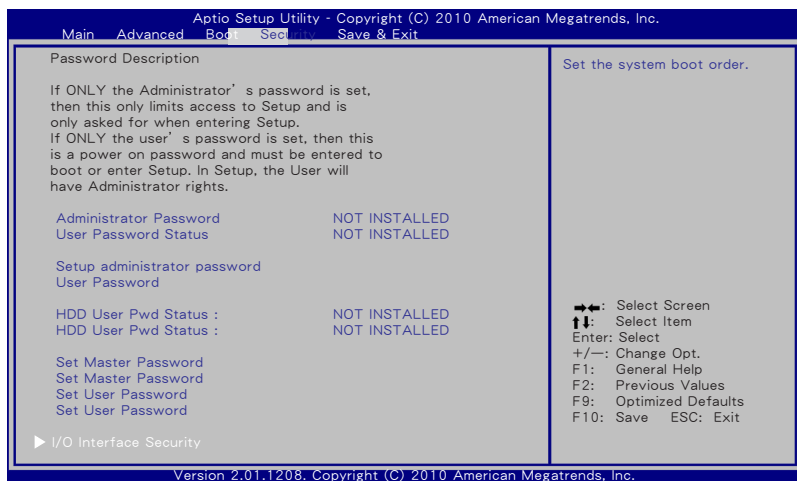 Aptio Setup Utility - Copyright (C) 2010 American Megatrends, Inc.
Main Advanced Boot Security Save & Exit
Password Description
If ONLY the Administrator's password is set,
then this only limits access to Setup and is
only asked for when entering Setup.
If ONLY the user's password is set, then this
is a power on password and must be entered to
boot or enter Setup. In Setup, the User will
have Administrator rights.
Administrator Password NOT INSTALLED
User Password Status NOT INSTALLED
Setup administrator password
User Password
HDD User Pwd Status : NOT INSTALLED
HDD User Pwd Status : NOT INSTALLED
Set Master Password
Set Master Password
Set User Password
Set User Password
▶ I/O Interface Security
Set the system boot order.
→←: Select Screen
↑↓: Select Item
Enter: Select
+/—: Change Opt.
F1: General Help
F2: Previous Values
F9: Optimized Defaults
F10: Save ESC: Exit
Version 2.01.1208. Copyright (C) 2010 American Megatrends, Inc.